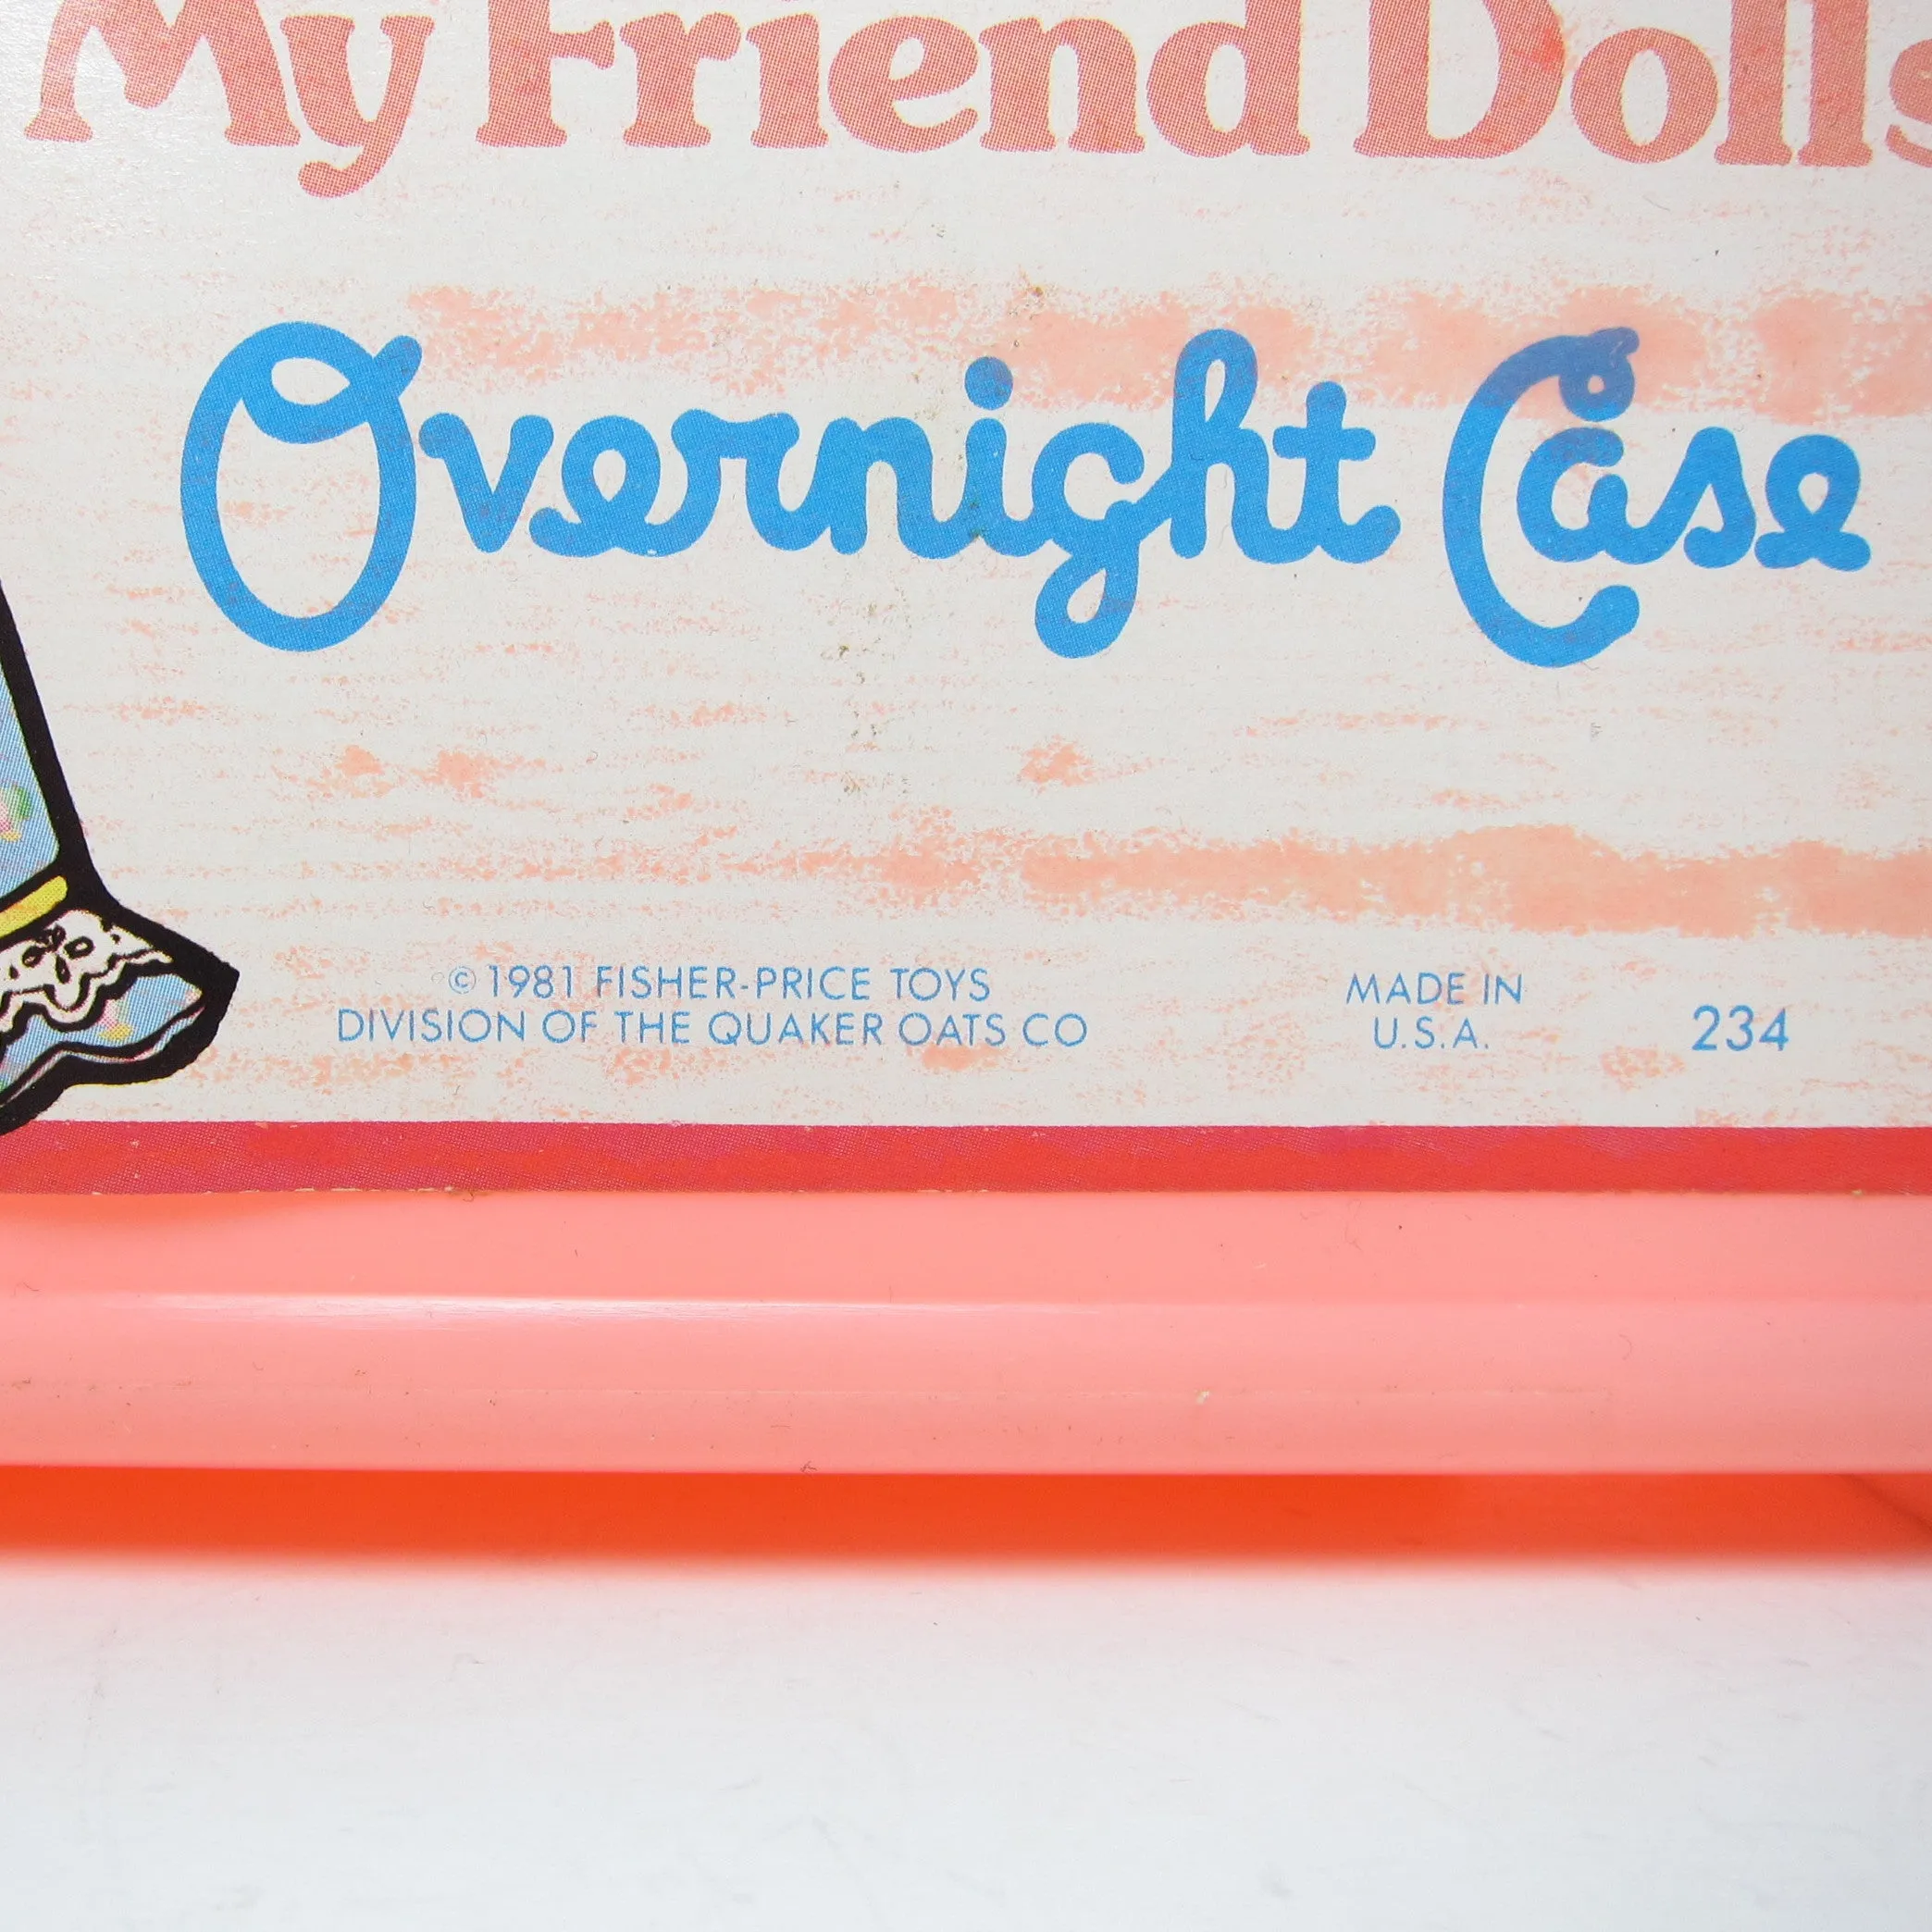 My Friend Dolls
Overnight Case
© 1981 FISHER-PRICE TOYS
DIVISION OF THE QUAKER OATS CO
MADE IN
U.S.A.
234